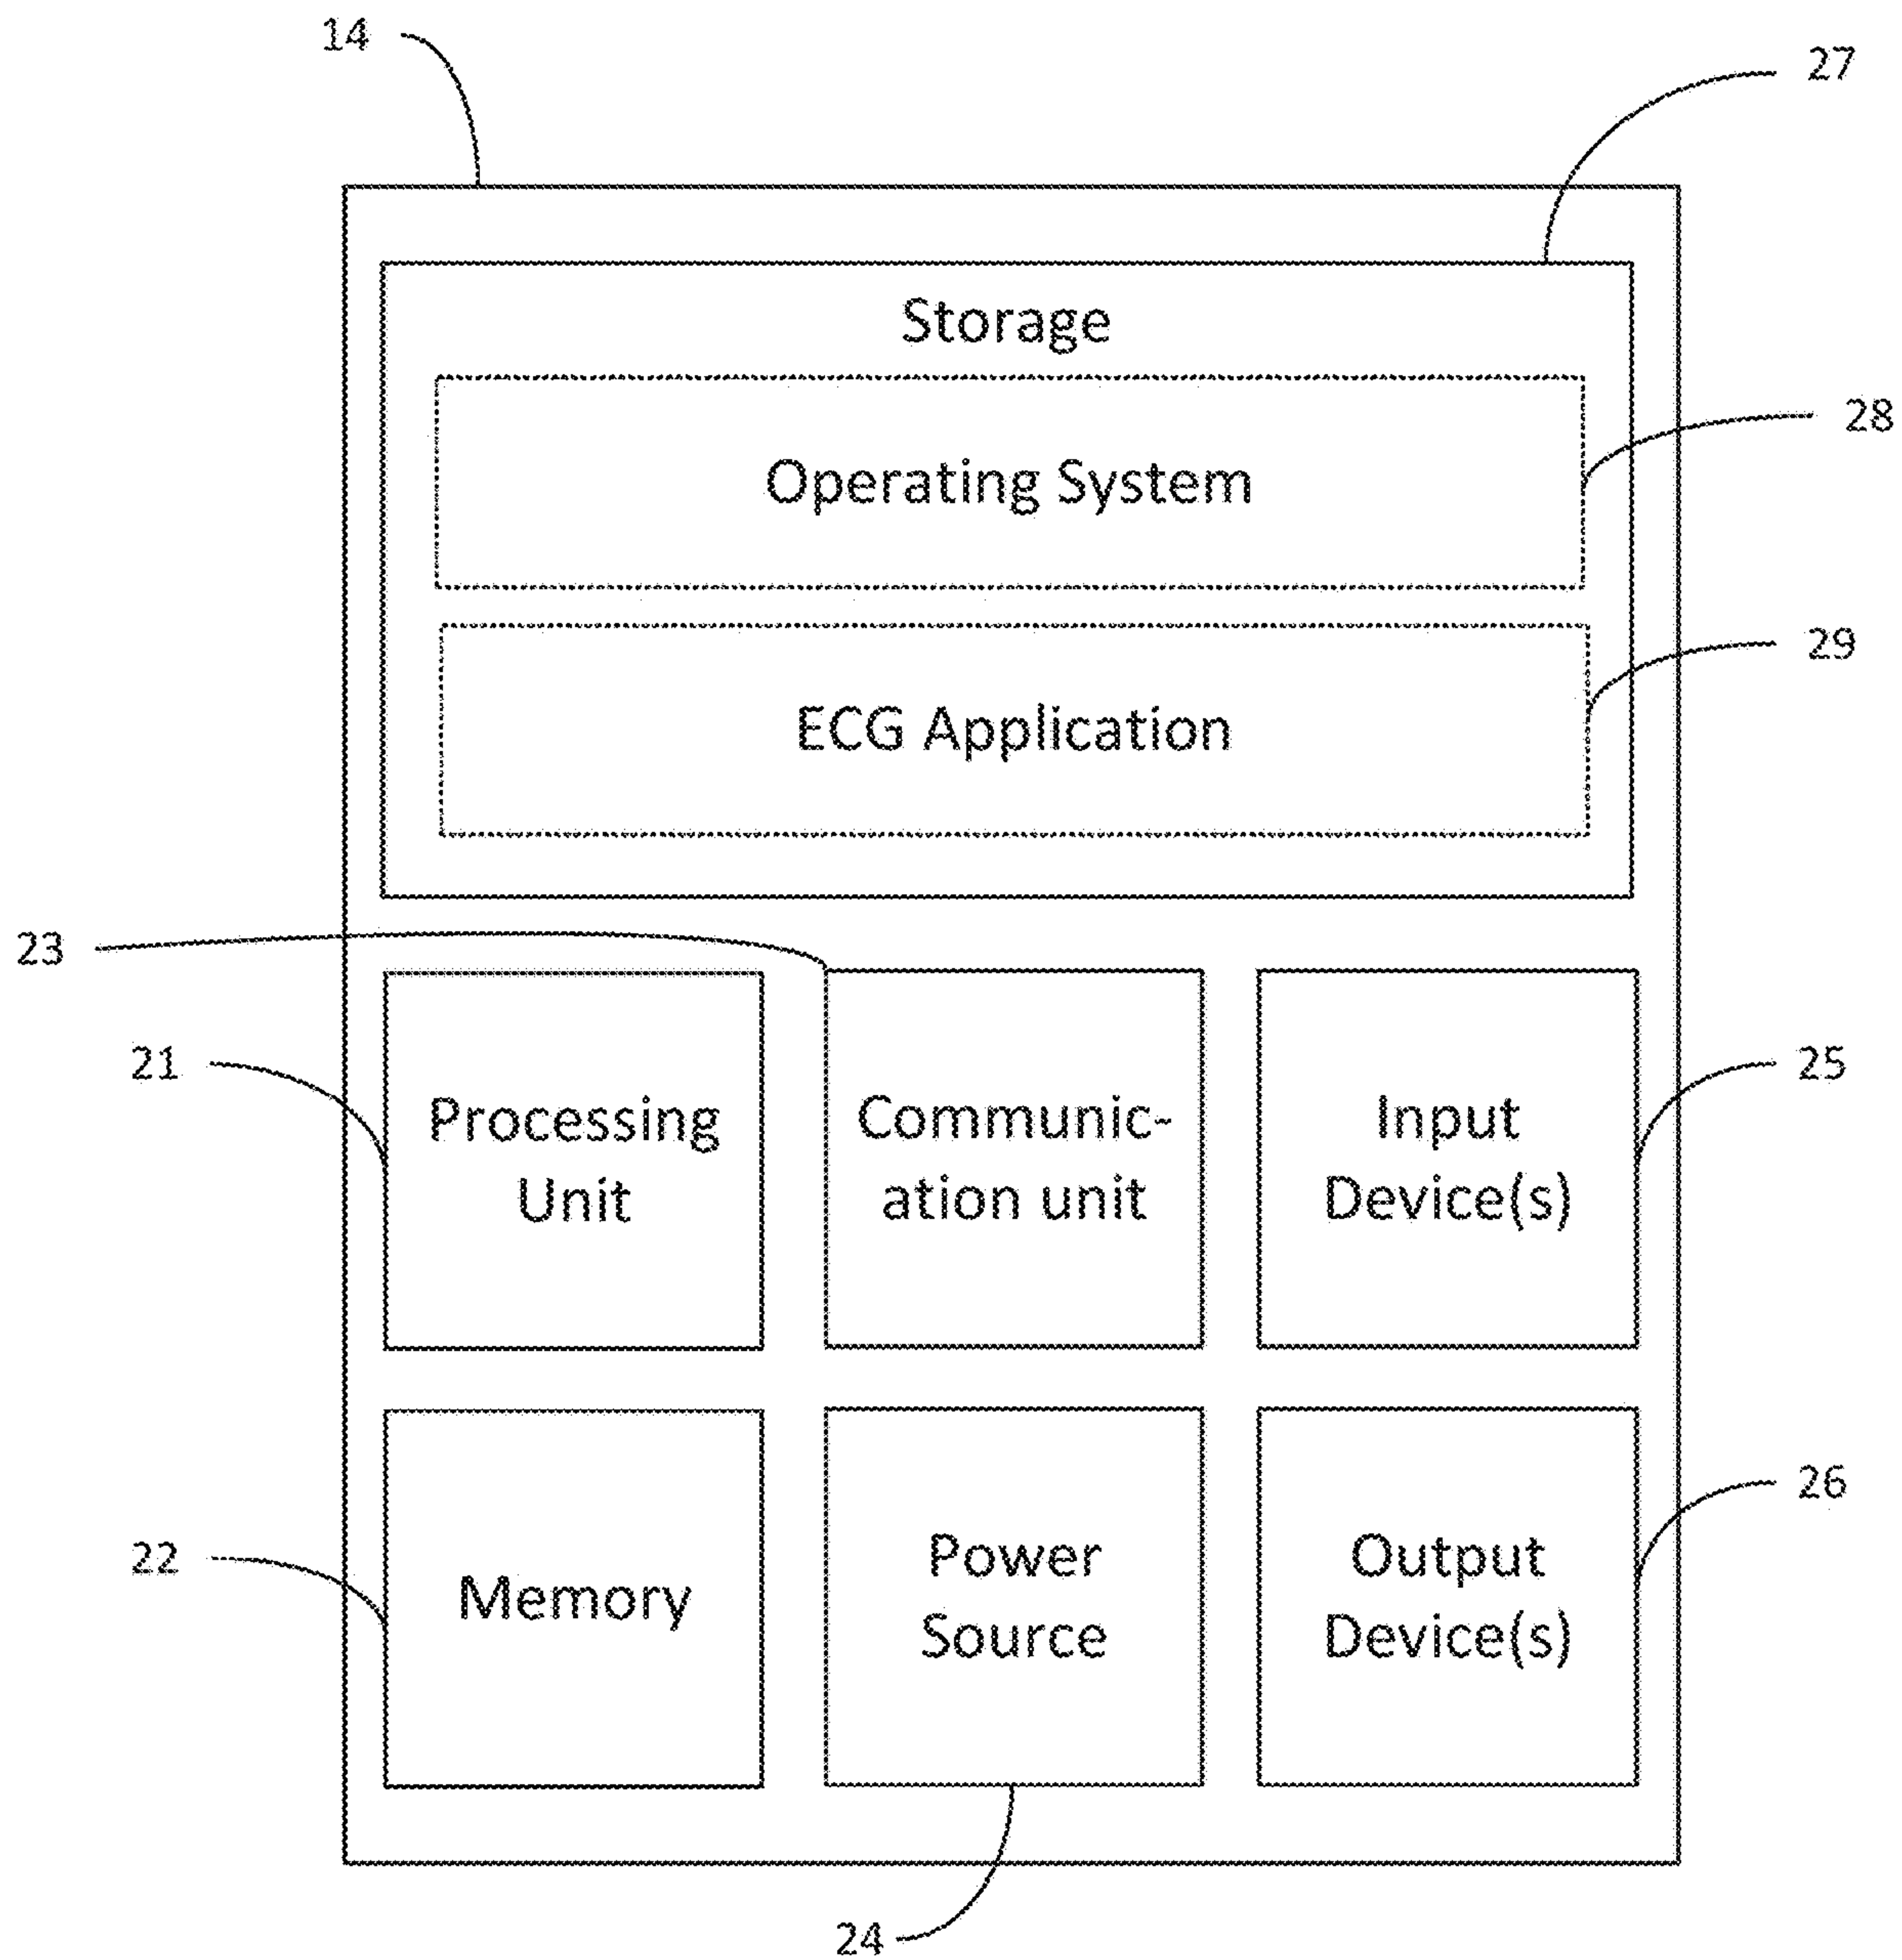 14
27
Storage
28
Operating System
29
ECG Application
23
21
Processing
Unit
Communic-
ation unit
Input
Device(s)
25
22
Memory
Power
Source
Output
Device(s)
26
24